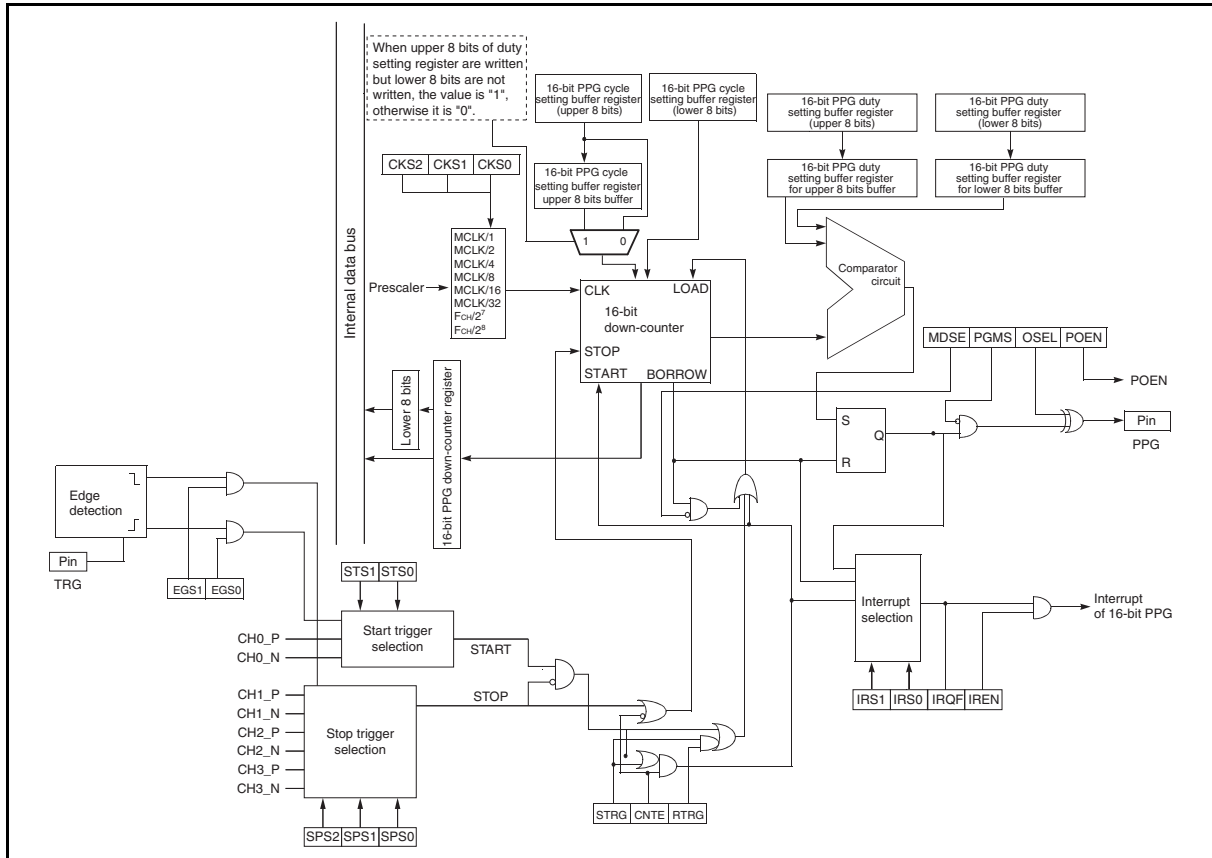 When upper 8 bits of duty
setting register are written
but lower 8 bits are not
written, the value is "1",
otherwise it is "0".
16-bit PPG cycle
setting buffer register
(upper 8 bits)
16-bit PPG cycle
setting buffer register
(lower 8 bits)
16-bit PPG duty
setting buffer register
(upper 8 bits)
16-bit PPG duty
setting buffer register
(lower 8 bits)
CKS2 CKS1 CKS0
16-bit PPG cycle
setting buffer register
upper 8 bits buffer
16-bit PPG duty
setting buffer register
for upper 8 bits buffer
16-bit PPG duty
setting buffer register
for lower 8 bits buffer
Internal data bus
1 0
Prescaler
MCLK/1
MCLK/2
MCLK/4
MCLK/8
MCLK/16
MCLK/32
FCH/2⁷
FCH/2⁸
CLK
LOAD
16-bit
down-counter
STOP
START
BORROW
Comparator
circuit
MDSE PGMS OSEL POEN
POEN
Pin
PPG
S
Q
R
Lower 8 bits
16-bit PPG down-counter register
Edge
detection
Pin
TRG
EGS1 EGS0
STS1 STS0
CH0_P
CH0_N
Start trigger
selection
START
CH1_P
CH1_N
CH2_P
CH2_N
CH3_P
CH3_N
Stop trigger
selection
STOP
SPS2 SPS1 SPS0
STRG CNTE RTRG
Interrupt
selection
IRS1 IRS0 IRQF IREN
Interrupt
of 16-bit PPG